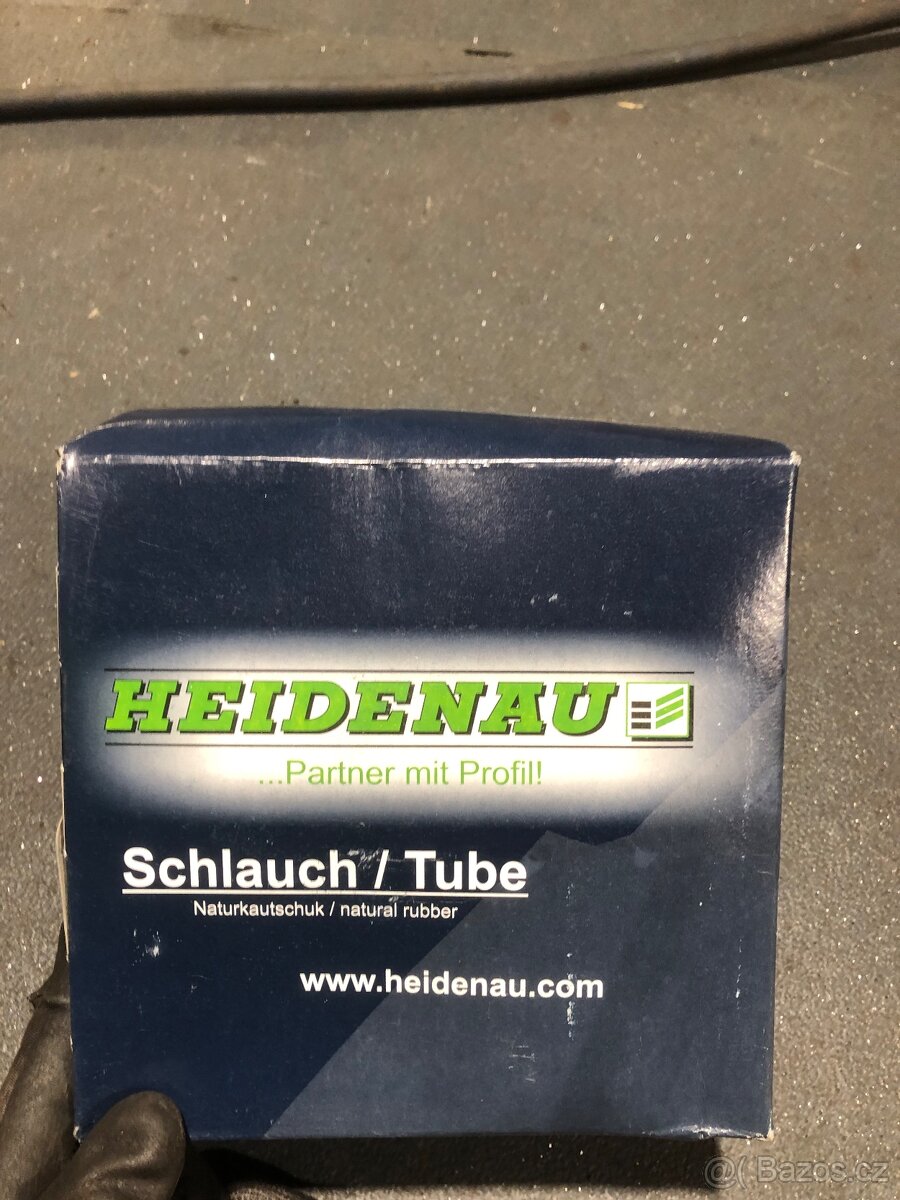 HEIDENAU
...Partner mit Profil!
Schlauch / Tube
Naturkautschuk / natural rubber
www.heidenau.com
@( Bazos.cz